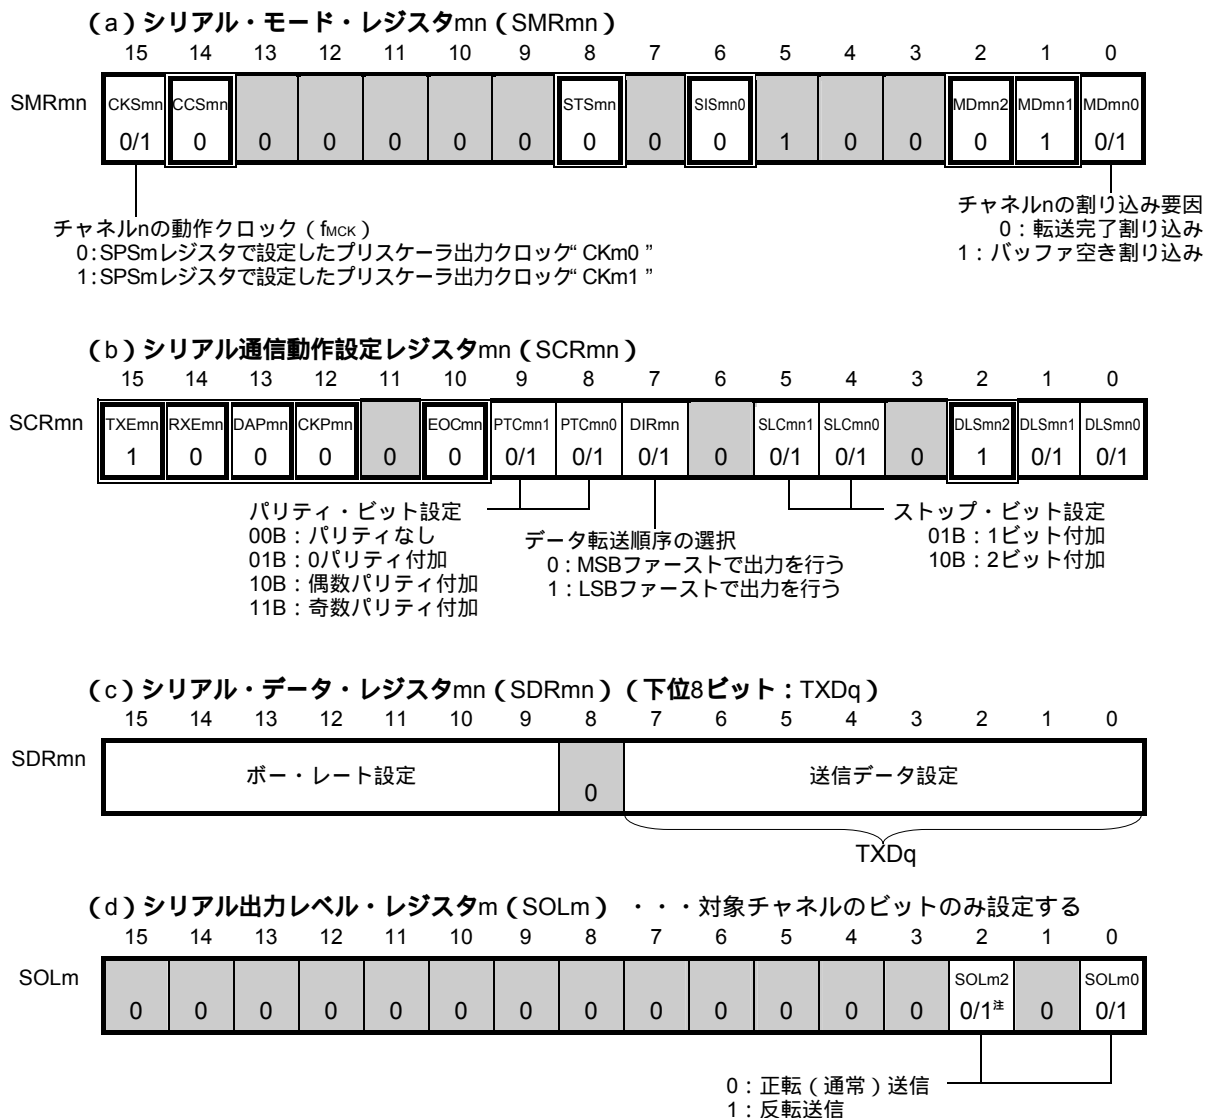 （a）シリアル・モード・レジスタmn（SMRmn）
15 14 13 12 11 10 9 8 7 6 5 4 3 2 1 0
SMRmn CKSmn CCSmn STSmn SISmn0 MDmn2 MDmn1 MDmn0
0/1 0 0 0 0 0 0 0 0 0 1 0 0 0 1 0/1
チャネルnの動作クロック（fMCK）
0：SPSmレジスタで設定したプリスケーラ出力クロック“CKm0”
1：SPSmレジスタで設定したプリスケーラ出力クロック“CKm1”
チャネルnの割り込み要因
0：転送完了割り込み
1：バッファ空き割り込み
（b）シリアル通信動作設定レジスタmn（SCRmn）
15 14 13 12 11 10 9 8 7 6 5 4 3 2 1 0
SCRmn TXEmn RXEmn DAPmn CKPmn EOCmn PTCmn1 PTCmn0 DIRmn SLCmn1 SLCmn0 DLSmn2 DLSmn1 DLSmn0
1 0 0 0 0 0 0/1 0/1 0/1 0 0/1 0/1 0 1 0/1 0/1
パリティ・ビット設定
00B：パリティなし
01B：0パリティ付加
10B：偶数パリティ付加
11B：奇数パリティ付加
データ転送順序の選択
0：MSBファーストで出力を行う
1：LSBファーストで出力を行う
ストップ・ビット設定
01B：1ビット付加
10B：2ビット付加
（c）シリアル・データ・レジスタmn（SDRmn）（下位8ビット：TXDq）
15 14 13 12 11 10 9 8 7 6 5 4 3 2 1 0
SDRmn ボー・レート設定 0 送信データ設定
TXDq
（d）シリアル出力レベル・レジスタm（SOLm） ・・・対象チャネルのビットのみ設定する
15 14 13 12 11 10 9 8 7 6 5 4 3 2 1 0
SOLm SOLm2 SOLm0
0 0 0 0 0 0 0 0 0 0 0 0 0 0/1注 0 0/1
0：正転（通常）送信
1：反転送信